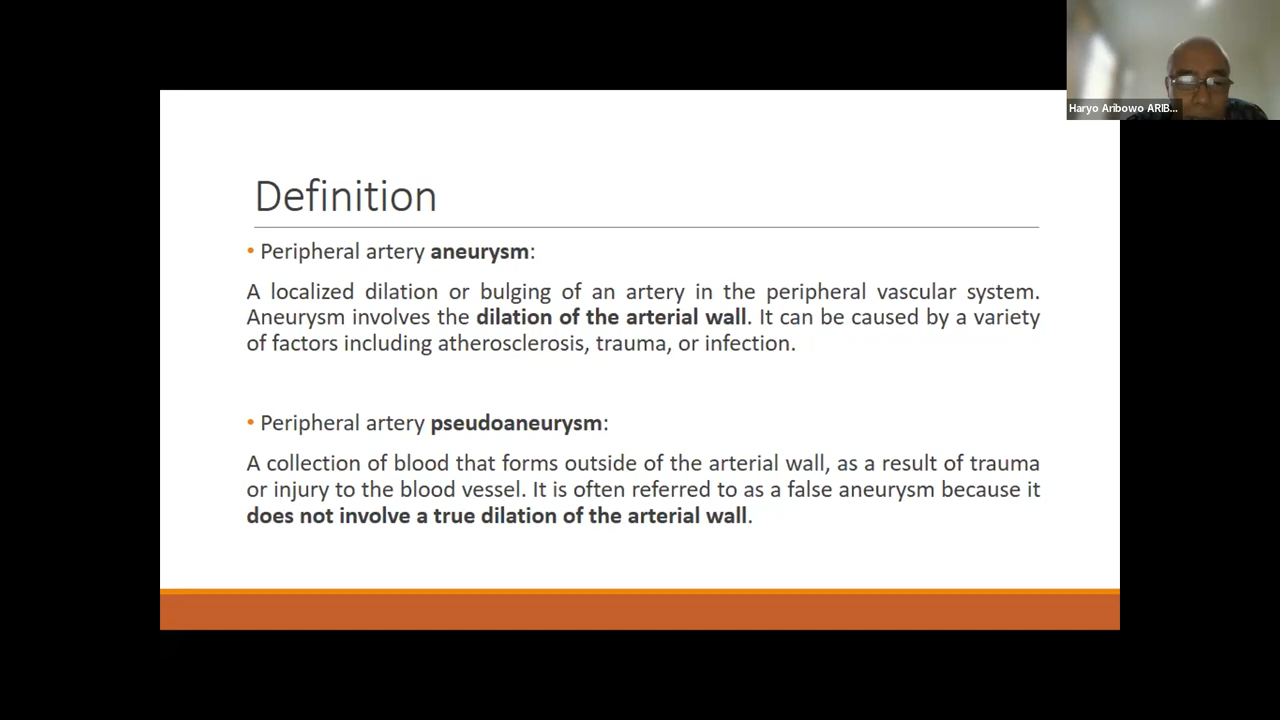 Haryo Aribowo ARIB...
Definition
• Peripheral artery aneurysm:
A localized dilation or bulging of an artery in the peripheral vascular system.
Aneurysm involves the dilation of the arterial wall. It can be caused by a variety
of factors including atherosclerosis, trauma, or infection.
• Peripheral artery pseudoaneurysm:
A collection of blood that forms outside of the arterial wall, as a result of trauma
or injury to the blood vessel. It is often referred to as a false aneurysm because it
does not involve a true dilation of the arterial wall.